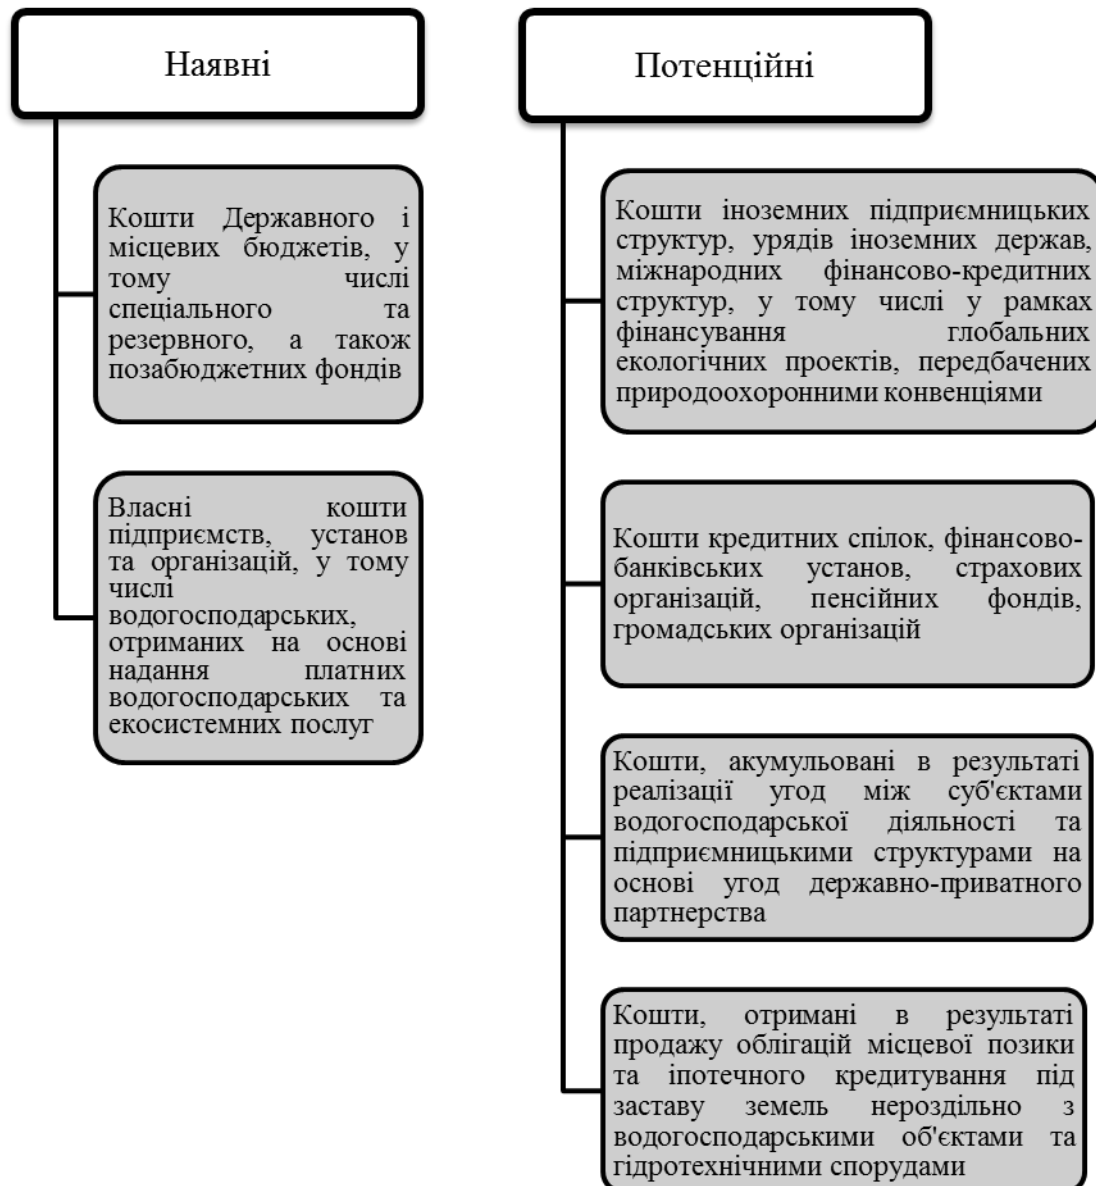 Наявні
Кошти Державного і
місцевих бюджетів, у
тому числі
спеціального та
резервного, а також
позабюджетних фондів
Власні кошти
підприємств, установ
та організацій, у тому
числі
водогосподарських,
отриманих на основі
надання платних
водогосподарських та
екосистемних послуг
Потенційні
Кошти іноземних підприємницьких
структур, урядів іноземних держав,
міжнародних фінансово-кредитних
структур, у тому числі у рамках
фінансування глобальних
екологічних проектів, передбачених
природоохоронними конвенціями
Кошти кредитних спілок, фінансово-
банківських установ, страхових
організацій, пенсійних фондів,
громадських організацій
Кошти, акумульовані в результаті
реалізації угод між суб'єктами
водогосподарської діяльності та
підприємницькими структурами на
основі угод державно-приватного
партнерства
Кошти, отримані в результаті
продажу облігацій місцевої позики
та іпотечного кредитування під
заставу земель нероздільно з
водогосподарськими об'єктами та
гідротехнічними спорудами